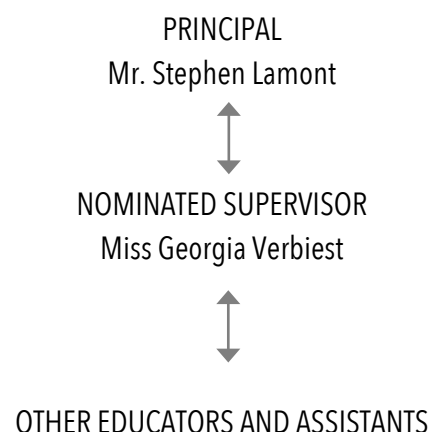 PRINCIPAL
Mr. Stephen Lamont
NOMINATED SUPERVISOR
Miss Georgia Verbiest
OTHER EDUCATORS AND ASSISTANTS